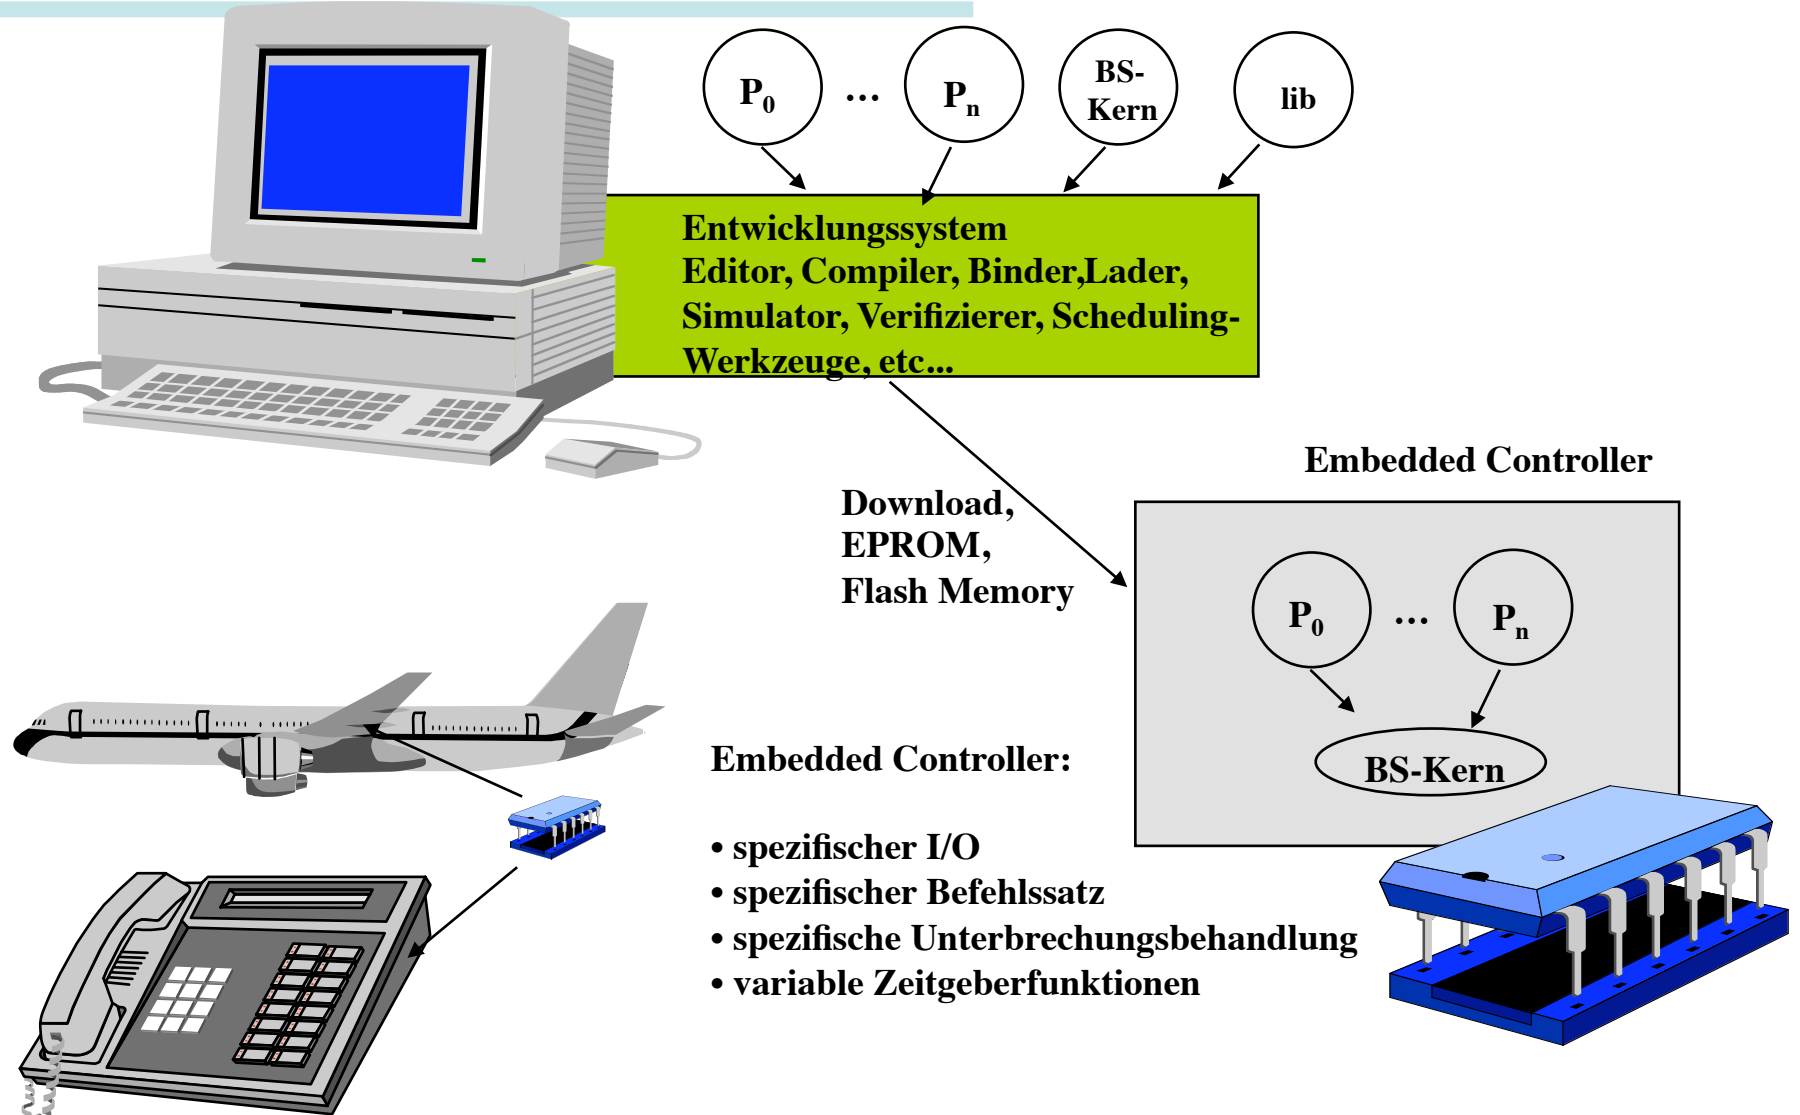 P0 ... Pn BS-
Kern lib
Entwicklungssystem
Editor, Compiler, Binder,Lader,
Simulator, Verifizierer, Scheduling-
Werkzeuge, etc...
Embedded Controller
Download,
EPROM,
Flash Memory
P0 ... Pn
BS-Kern
Embedded Controller:
• spezifischer I/O
• spezifischer Befehlssatz
• spezifische Unterbrechungsbehandlung
• variable Zeitgeberfunktionen